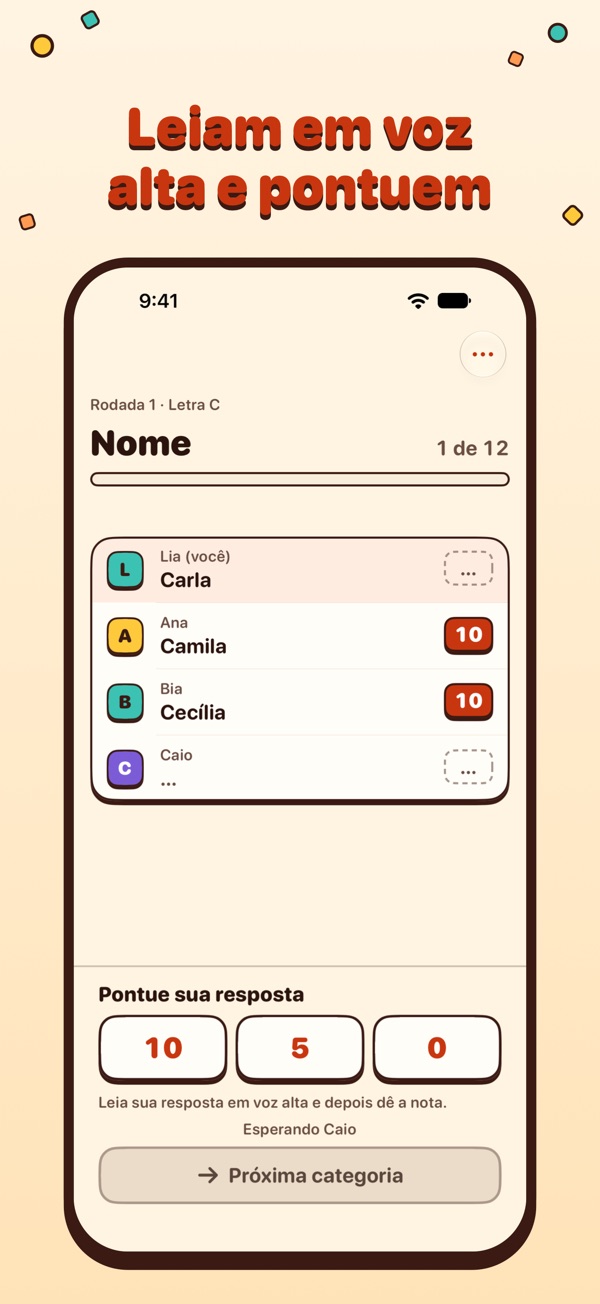 Leiam em voz
alta e pontuem
9:41
...
Rodada 1 · Letra C
Nome
1 de 12
L
Lia (você)
Carla
...
A
Ana
Camila
10
B
Bia
Cecília
10
C
Caio
...
...
Pontue sua resposta
10
5
0
Leia sua resposta em voz alta e depois dê a nota.
Esperando Caio
→ Próxima categoria